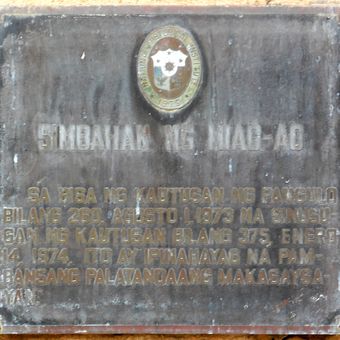 SIMBAHAN NG MIAG-AO
SA BISA NG KAUTUSAN NG PANGULO
BILANG 260, AGOSTO 1, 1973 NA SINUSU-
GAN NG KAUTUSAN BILANG 375, ENERO
14, 1974, ITO AY IPINAHAYAG NA PAM-
BANSANG PALATANDAANG MAKASAYSA-
YAN.